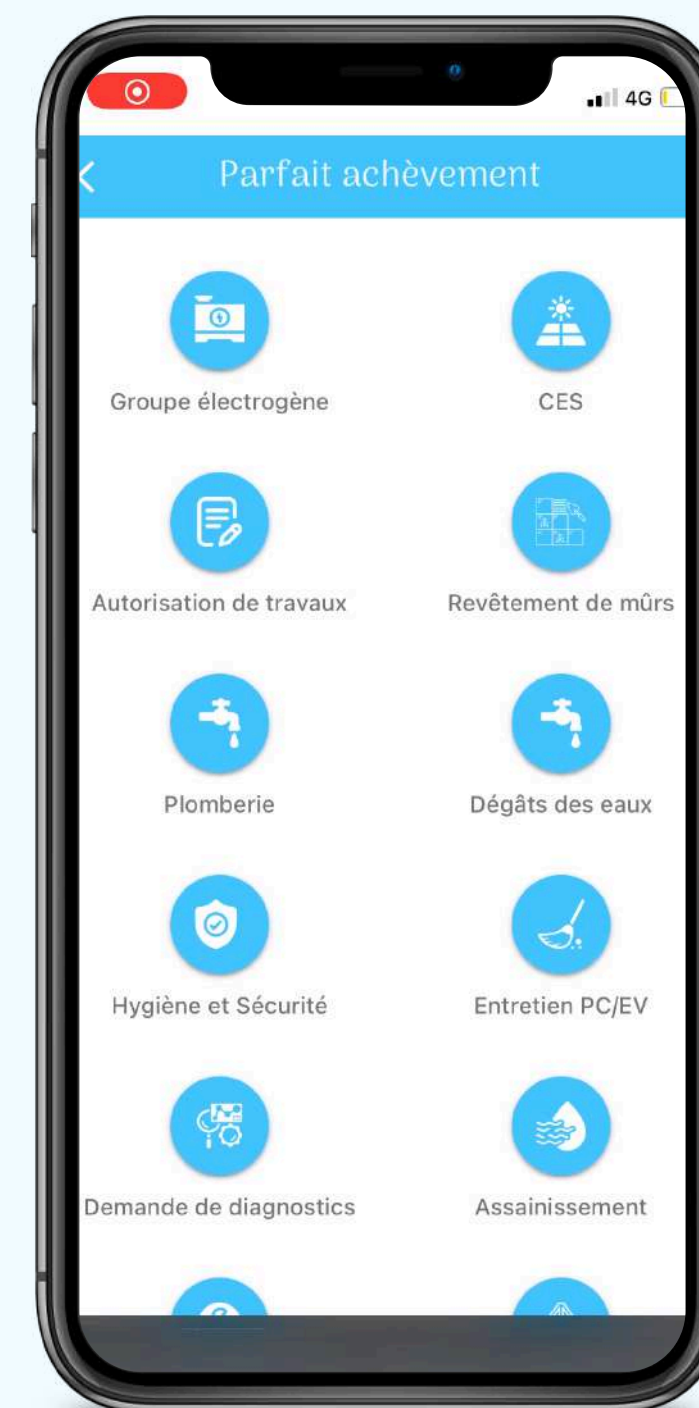 4G
Parfait achèvement
Groupe électrogène
CES
Autorisation de travaux
Revêtement de mûrs
Plomberie
Dégâts des eaux
Hygiène et Sécurité
Entretien PC/EV
Demande de diagnostics
Assainissement